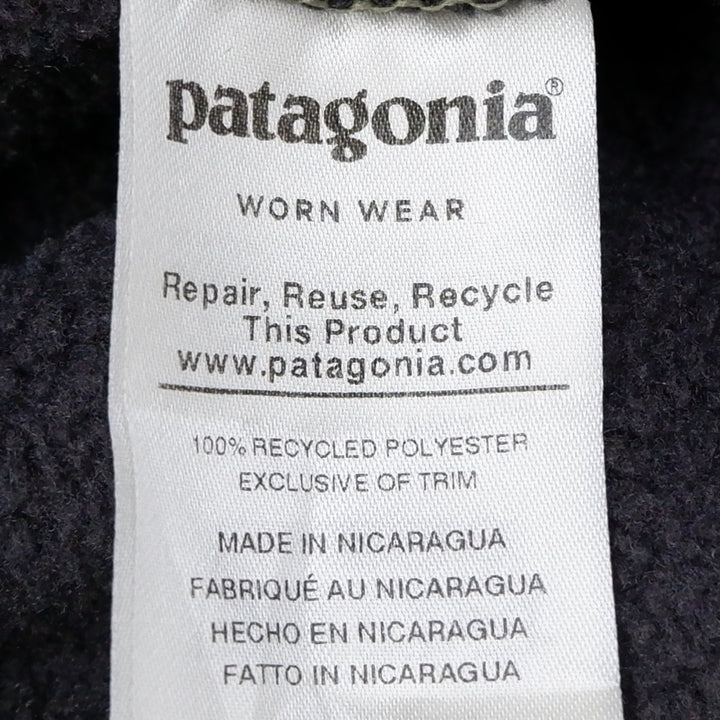 patagonia®
WORN WEAR
Repair, Reuse, Recycle
This Product
www.patagonia.com
100% RECYCLED POLYESTER
EXCLUSIVE OF TRIM
MADE IN NICARAGUA
FABRIQUÉ AU NICARAGUA
HECHO EN NICARAGUA
FATTO IN NICARAGUA